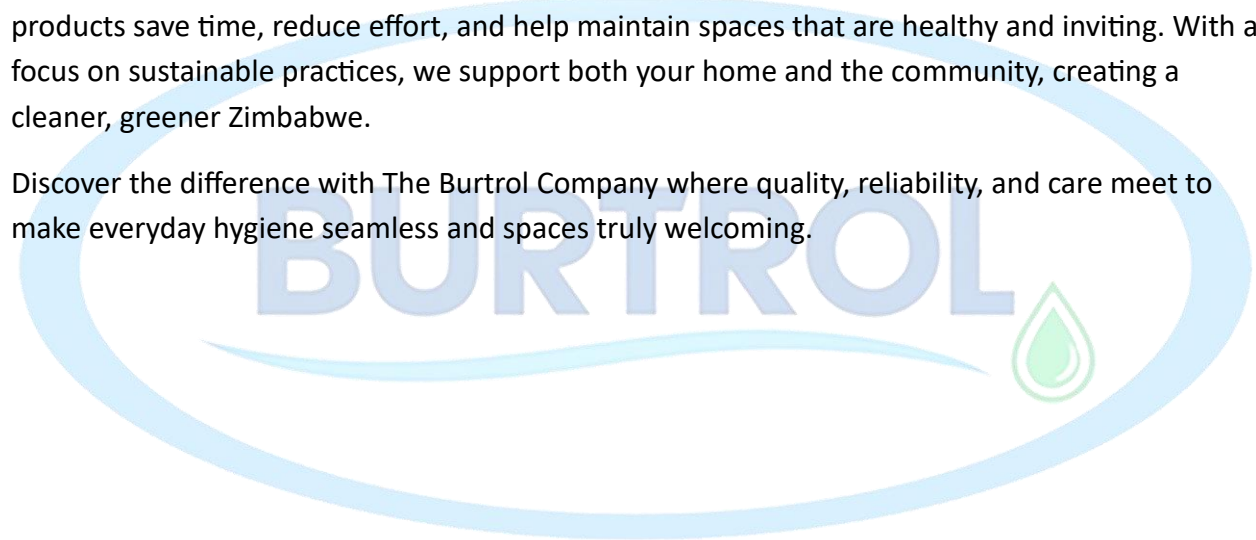 products save time, reduce effort, and help maintain spaces that are healthy and inviting. With a
focus on sustainable practices, we support both your home and the community, creating a
cleaner, greener Zimbabwe.
Discover the difference with The Burtrol Company where quality, reliability, and care meet to
make everyday hygiene seamless and spaces truly welcoming.
BURTROL